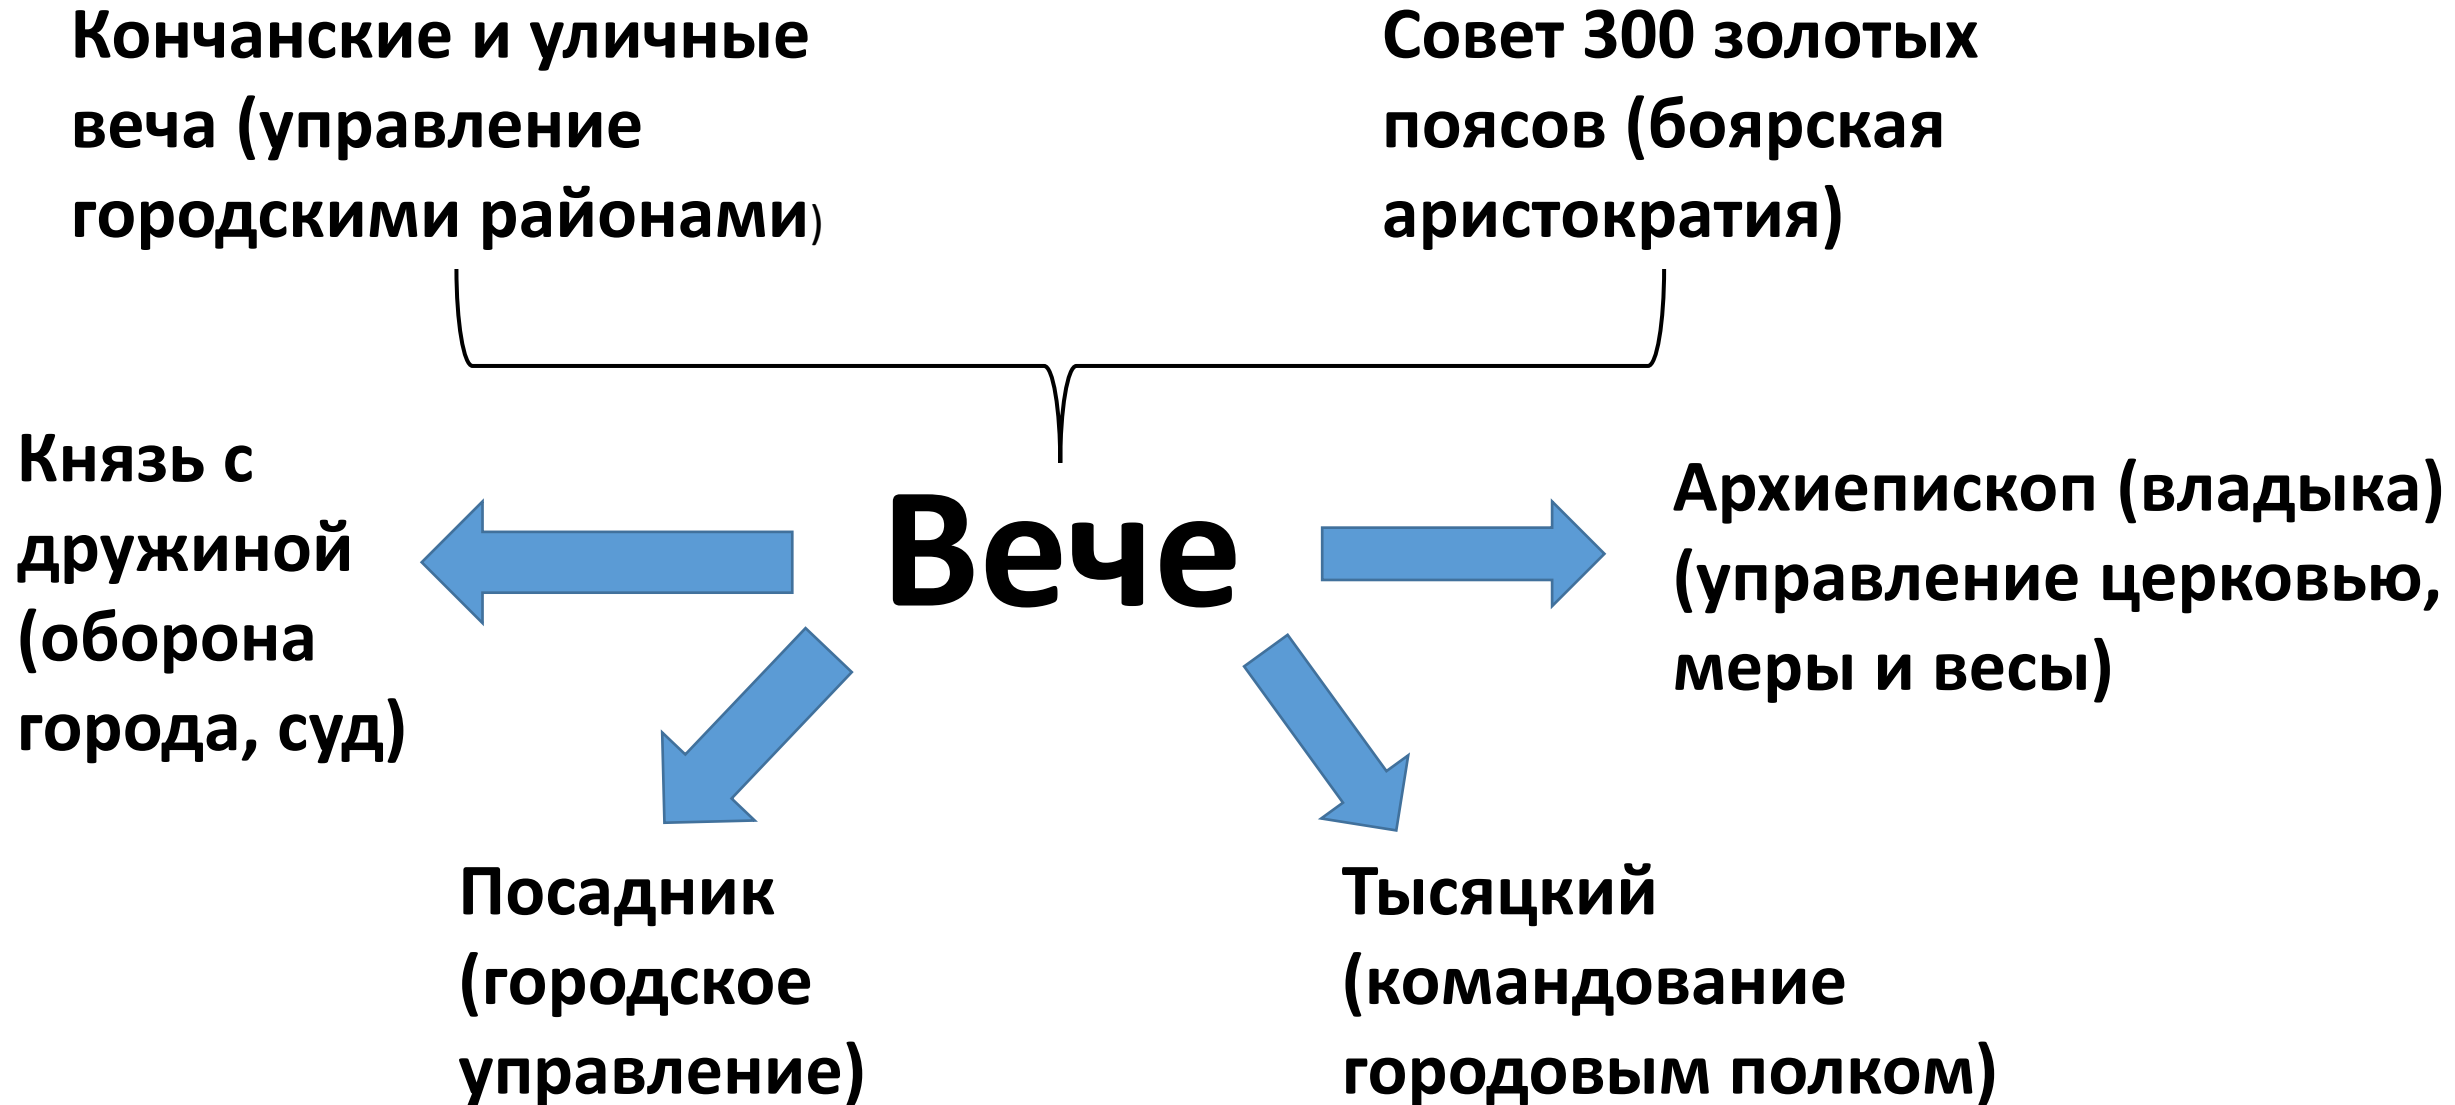 Кончанские и уличные
веча (управление
городскими районами)
Совет 300 золотых
поясов (боярская
аристократия)
Князь с
дружиной
(оборона
города, суд)
Вече
Архиепископ (владыка)
(управление церковью,
меры и весы)
Посадник
(городское
управление)
Тысяцкий
(командование
городовым полком)